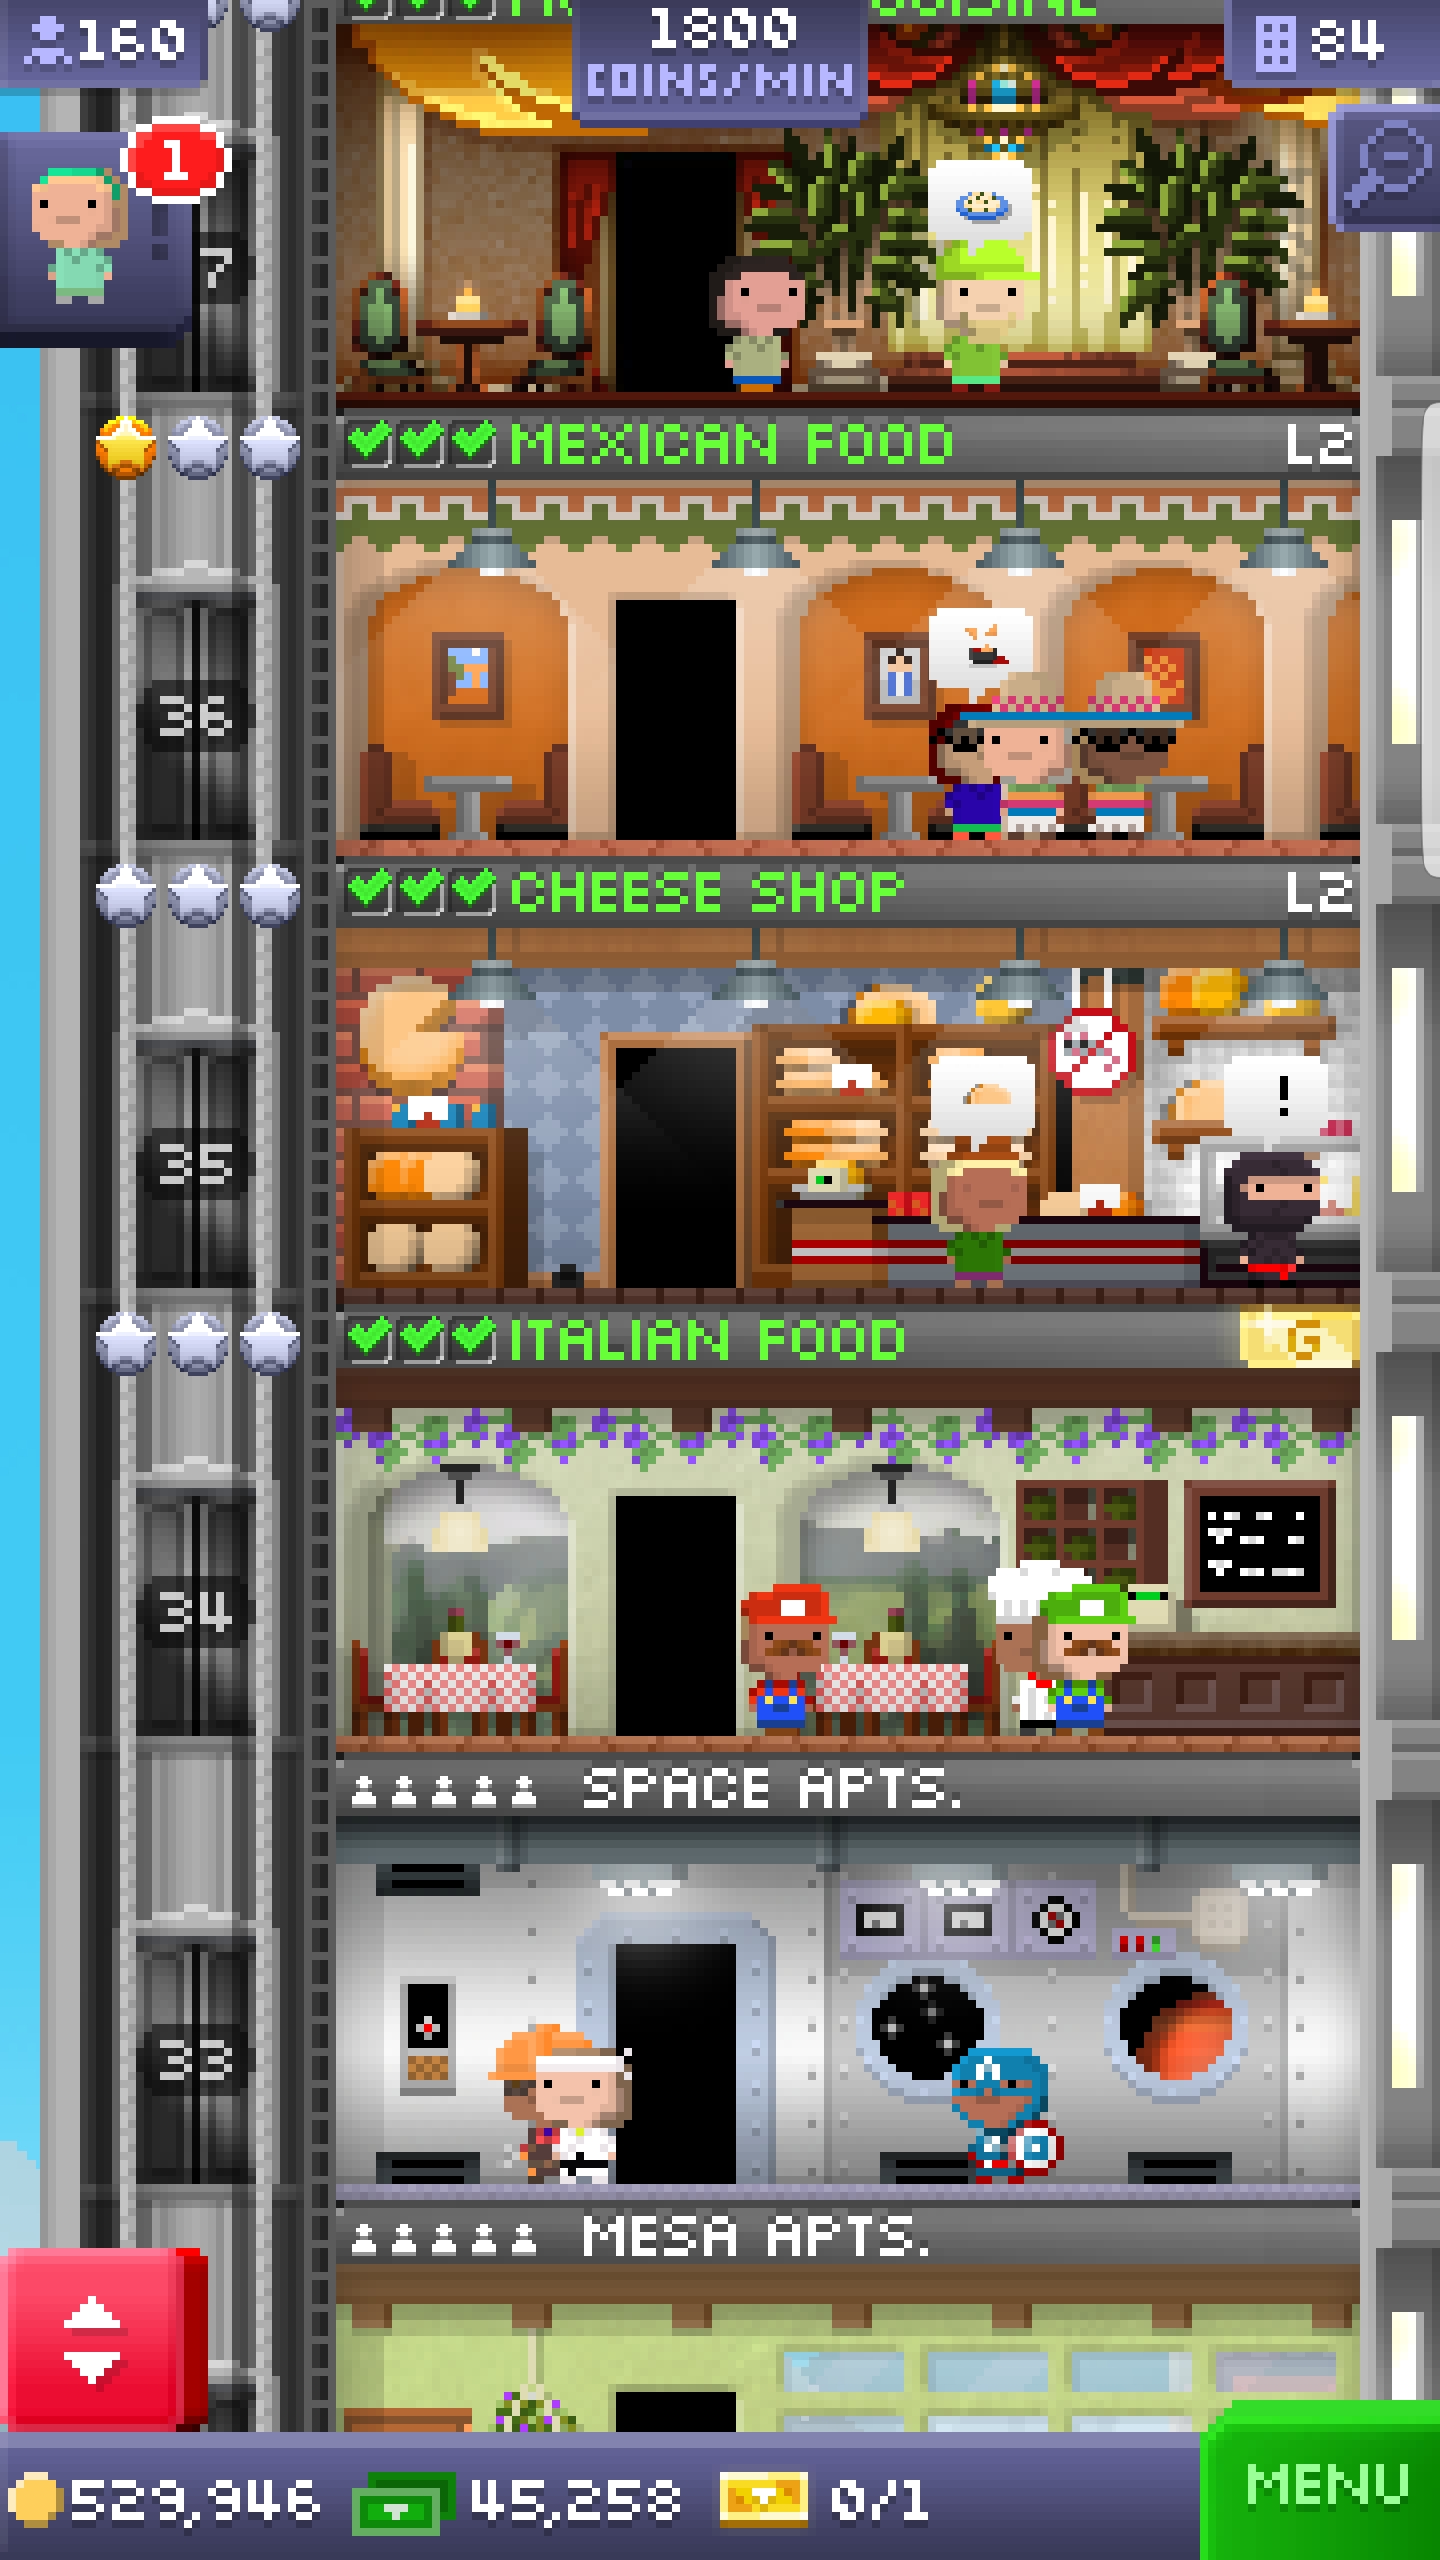 160
1800
COINS/MIN
84
1
7
MEXICAN FOOD L2
36
CHEESE SHOP L2
!
35
ITALIAN FOOD G
34
SPACE APTS.
33
MESA APTS.
529,946 45,258 0/1
MENU